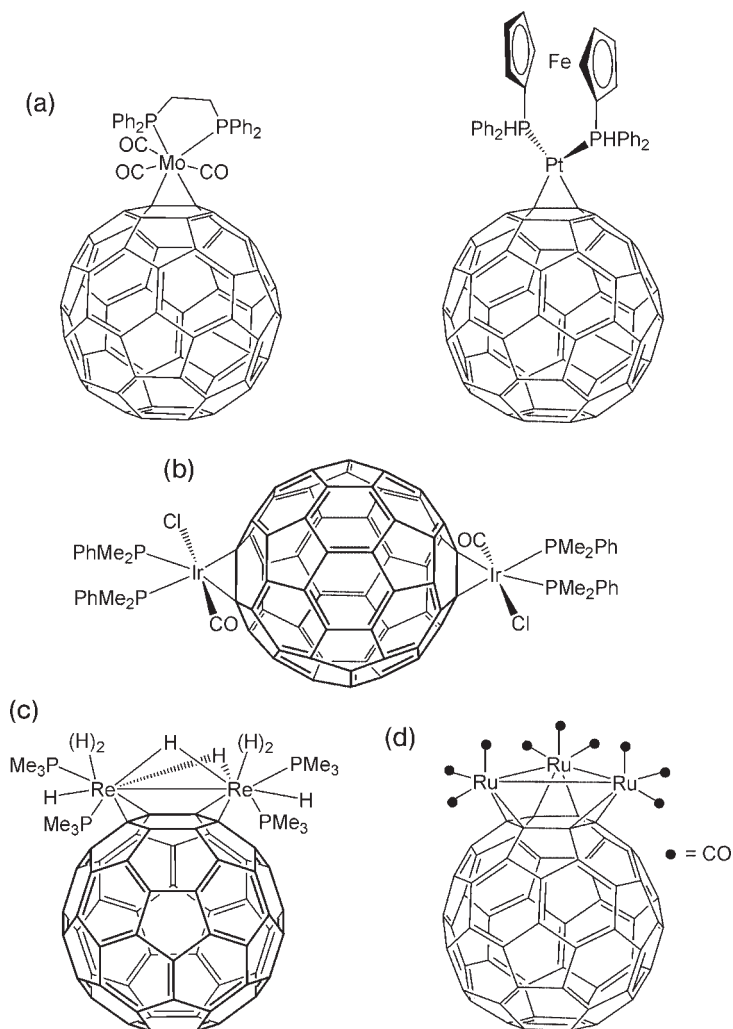 (a)
Fe
Ph₂P PPh₂
OC
OC Mo CO
Ph₂HP PHPh₂
Pt
(b)
Cl
PhMe₂P Ir
PhMe₂P
CO
OC
Ir PMe₂Ph
PMe₂Ph
Cl
(c)
(H)₂ H H (H)₂
Me₃P Re Re PMe₃
H H
Me₃P PMe₃
(d)
Ru Ru Ru
● = CO